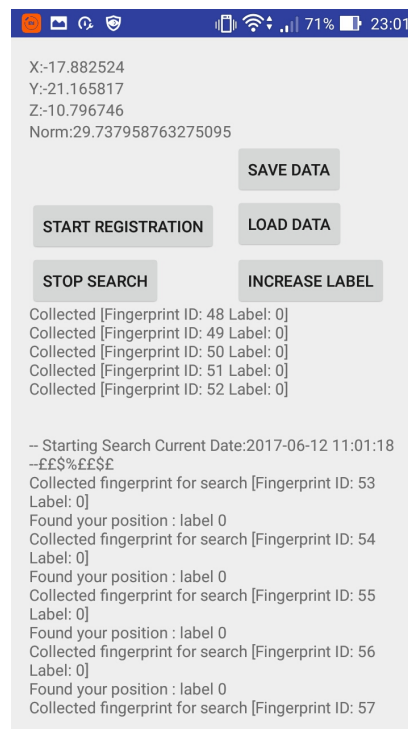 71% 23:01
X:-17.882524
Y:-21.165817
Z:-10.796746
Norm:29.737958763275095
SAVE DATA
START REGISTRATION
LOAD DATA
STOP SEARCH
INCREASE LABEL
Collected [Fingerprint ID: 48 Label: 0]
Collected [Fingerprint ID: 49 Label: 0]
Collected [Fingerprint ID: 50 Label: 0]
Collected [Fingerprint ID: 51 Label: 0]
Collected [Fingerprint ID: 52 Label: 0]
-- Starting Search Current Date:2017-06-12 11:01:18
--££$%££$£
Collected fingerprint for search [Fingerprint ID: 53
Label: 0]
Found your position : label 0
Collected fingerprint for search [Fingerprint ID: 54
Label: 0]
Found your position : label 0
Collected fingerprint for search [Fingerprint ID: 55
Label: 0]
Found your position : label 0
Collected fingerprint for search [Fingerprint ID: 56
Label: 0]
Found your position : label 0
Collected fingerprint for search [Fingerprint ID: 57